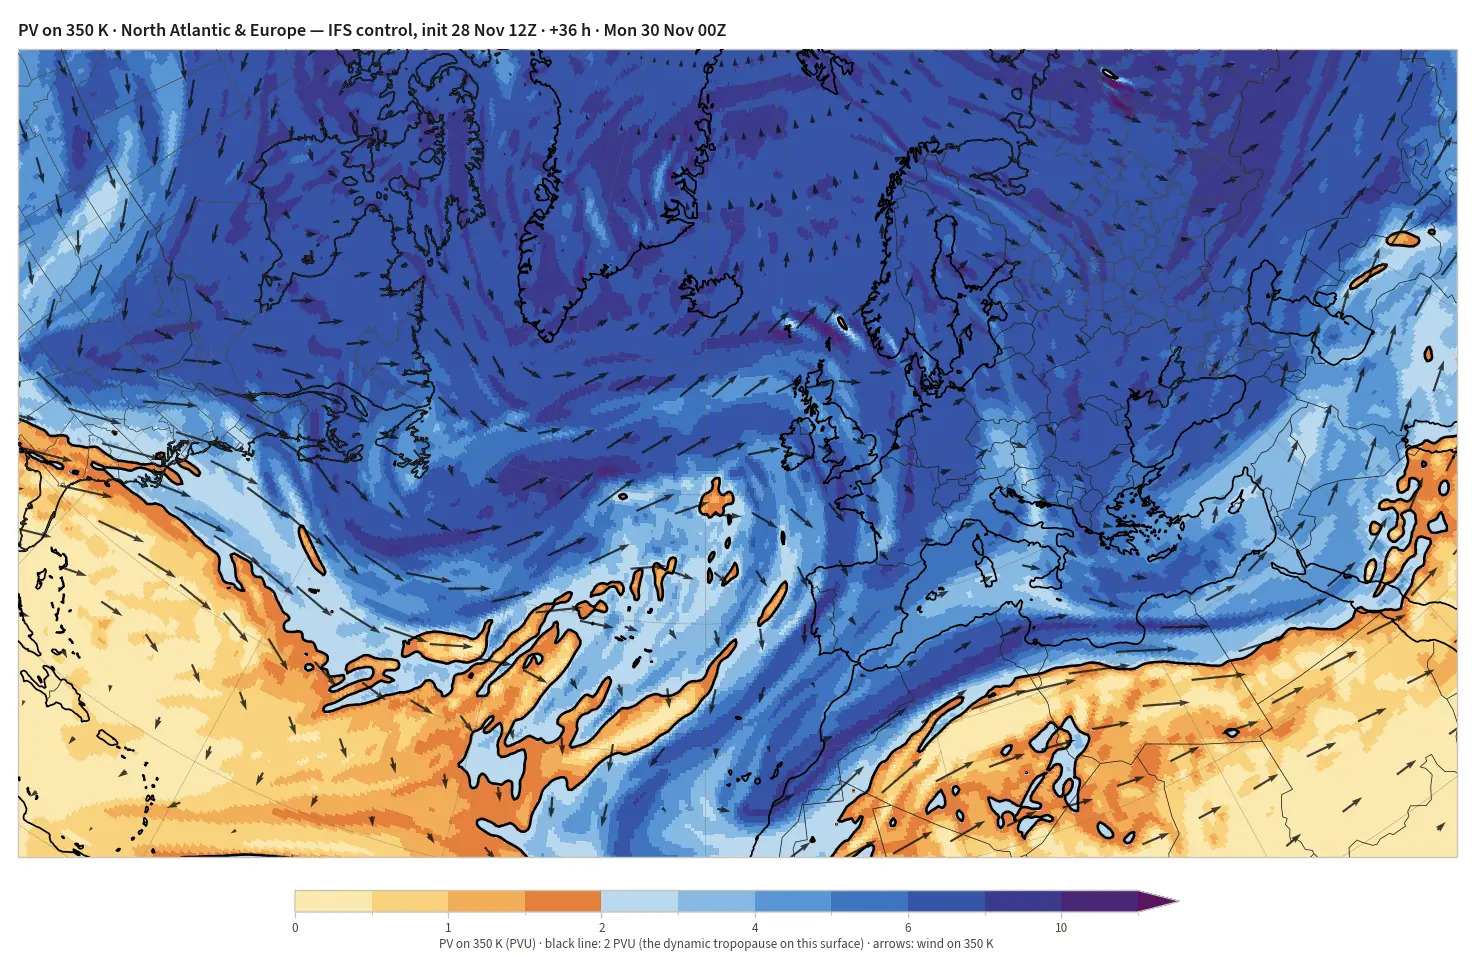 PV on 350 K · North Atlantic & Europe — IFS control, init 28 Nov 12Z · +36 h · Mon 30 Nov 00Z
0 1 2 4 6 10
PV on 350 K (PVU) · black line: 2 PVU (the dynamic tropopause on this surface) · arrows: wind on 350 K